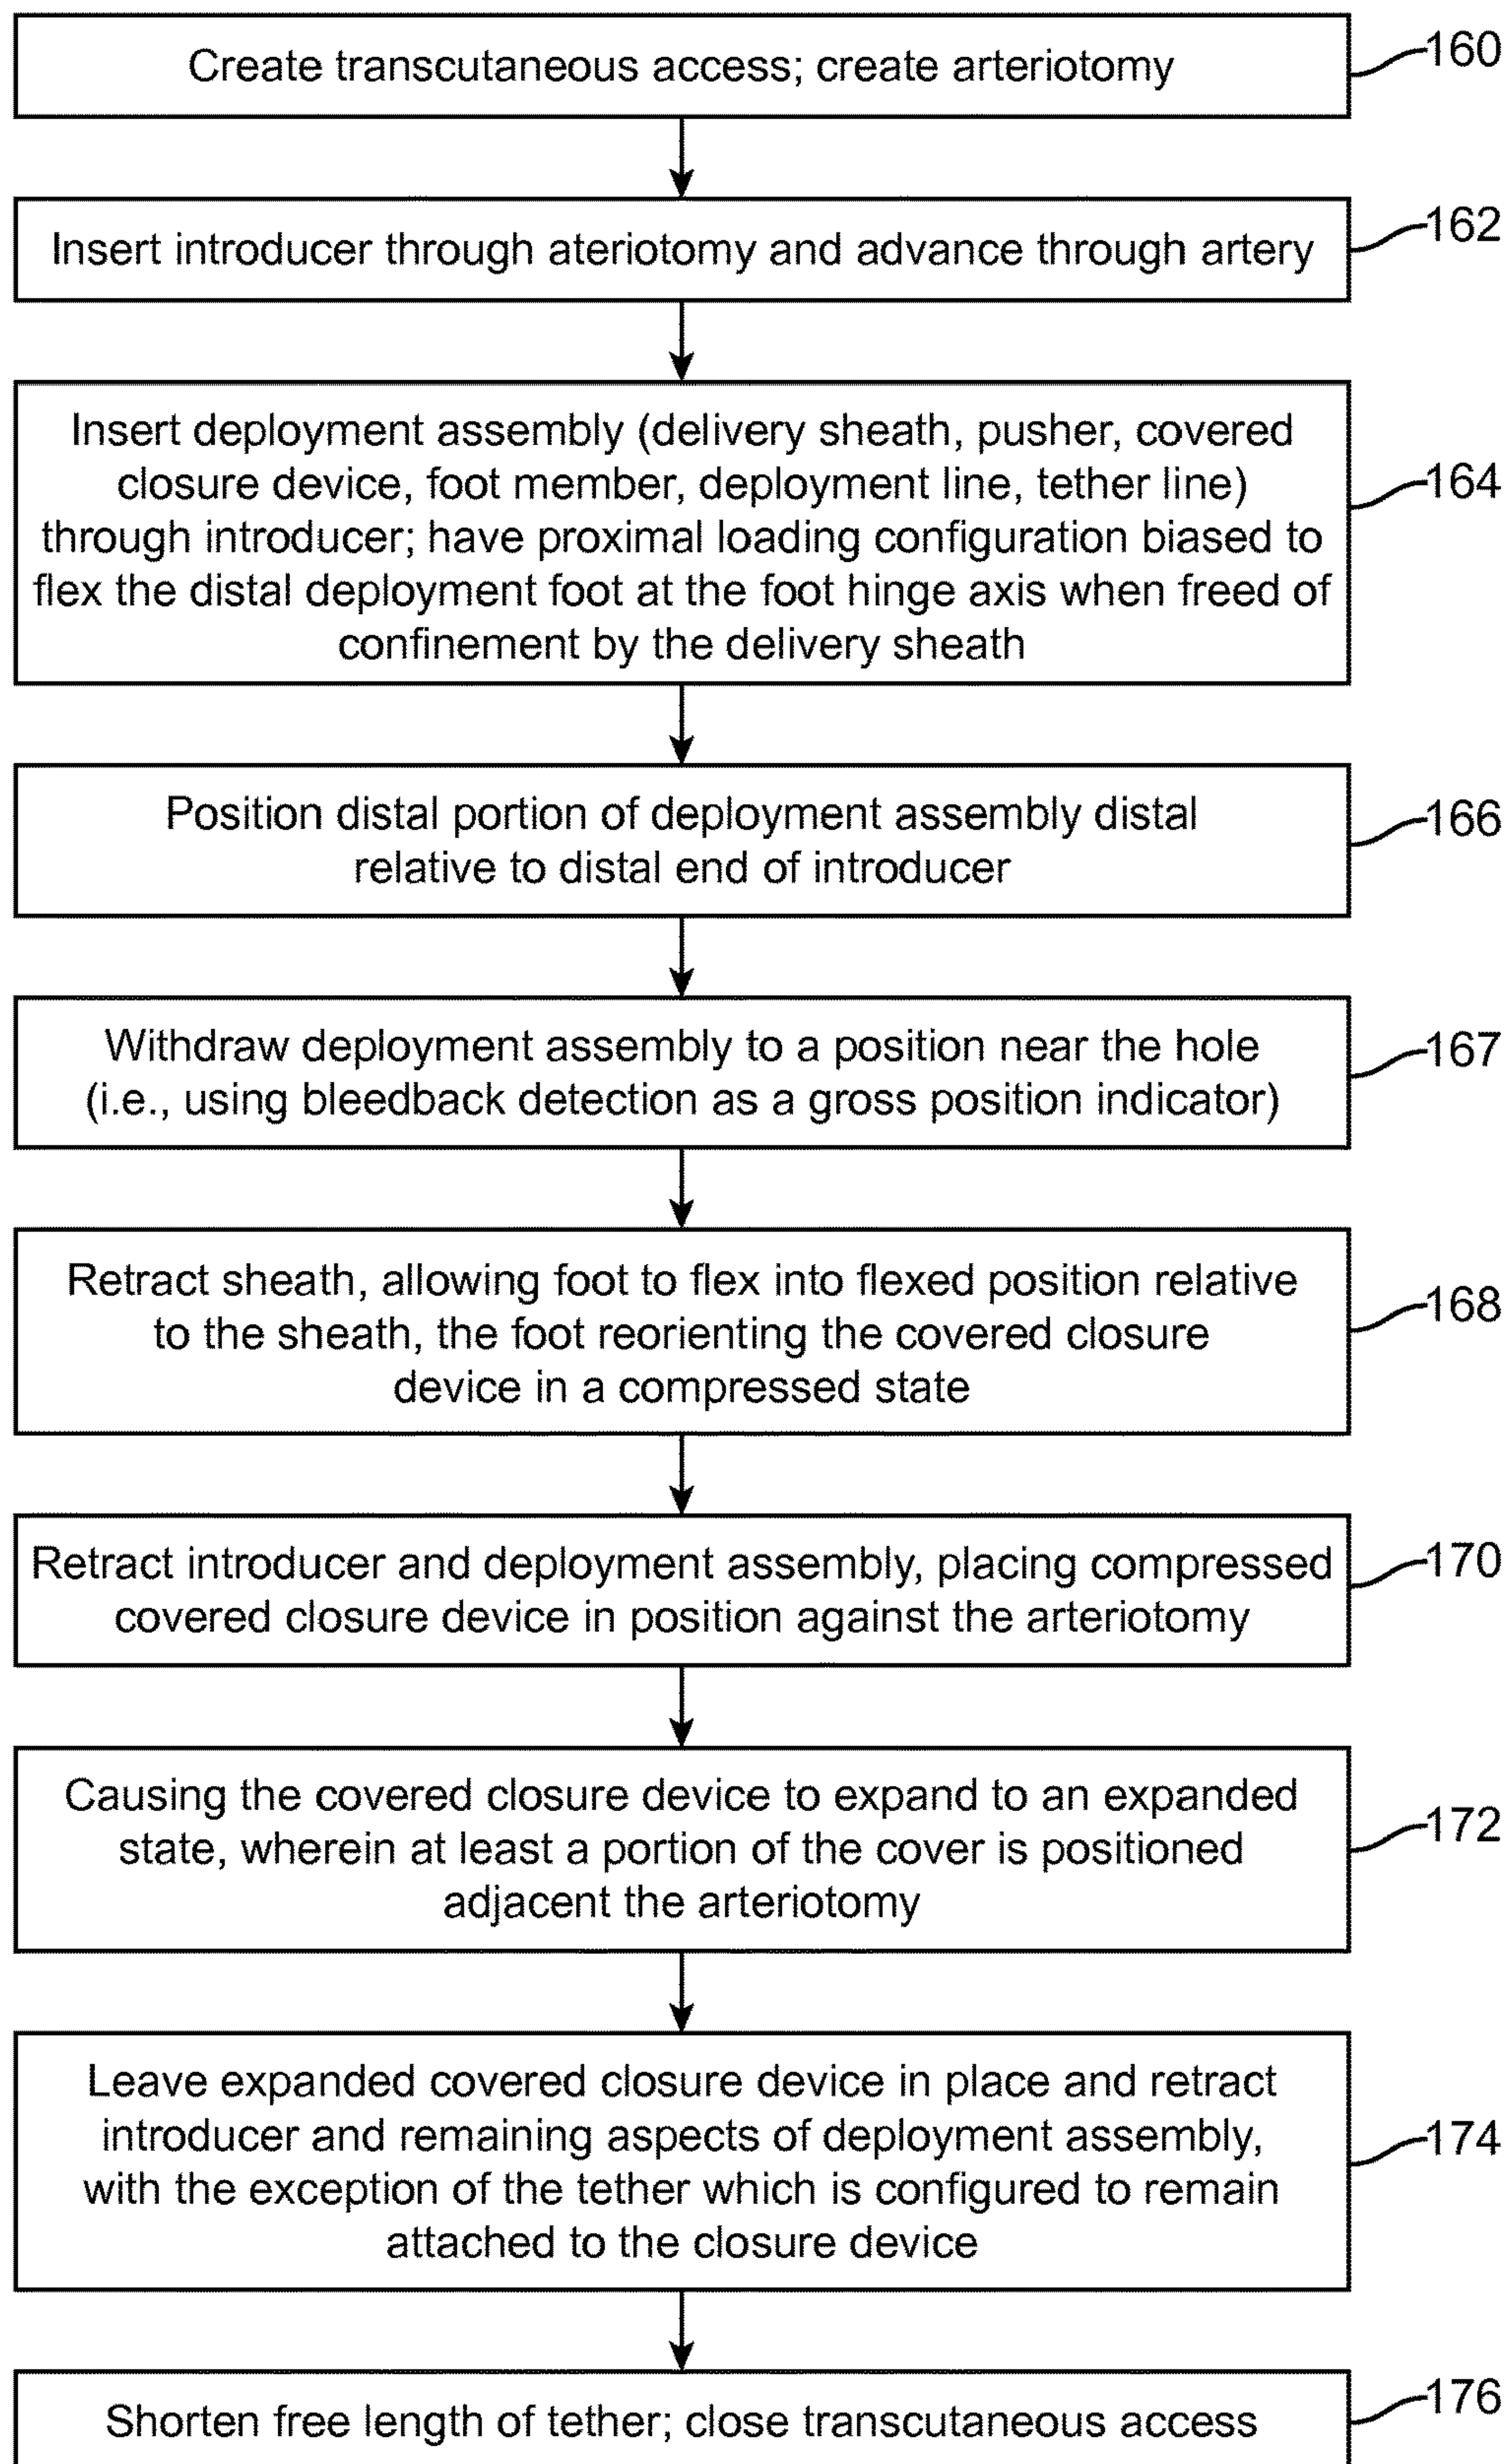 Create transcutaneous access; create arteriotomy
160
Insert introducer through ateriotomy and advance through artery
162
Insert deployment assembly (delivery sheath, pusher, covered
closure device, foot member, deployment line, tether line)
through introducer; have proximal loading configuration biased to
flex the distal deployment foot at the foot hinge axis when freed of
confinement by the delivery sheath
164
Position distal portion of deployment assembly distal
relative to distal end of introducer
166
Withdraw deployment assembly to a position near the hole
(i.e., using bleedback detection as a gross position indicator)
167
Retract sheath, allowing foot to flex into flexed position relative
to the sheath, the foot reorienting the covered closure
device in a compressed state
168
Retract introducer and deployment assembly, placing compressed
covered closure device in position against the arteriotomy
170
Causing the covered closure device to expand to an expanded
state, wherein at least a portion of the cover is positioned
adjacent the arteriotomy
172
Leave expanded covered closure device in place and retract
introducer and remaining aspects of deployment assembly,
with the exception of the tether which is configured to remain
attached to the closure device
174
Shorten free length of tether; close transcutaneous access
176